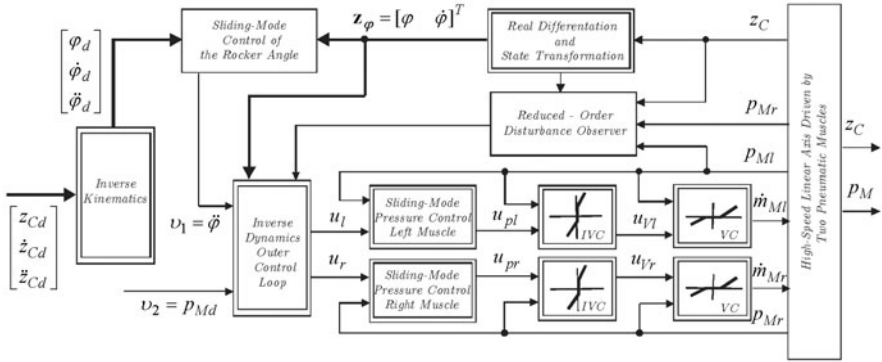 φ_d
φ̇_d
φ̈_d
Sliding-Mode
Control of
the Rocker Angle
z_φ = [φ φ̇]^T
Real Differentation
and
State Transformation
z_C
Reduced - Order
Disturbance Observer
p_Mr
p_Ml
Inverse
Kinematics
z_Cd
ż_Cd
z̈_Cd
υ_1 = φ̈
υ_2 = p_Md
Inverse
Dynamics
Outer
Control
Loop
u_l
u_r
Sliding-Mode
Pressure Control
Left Muscle
u_pl
IVC
u_Vl
VC
ṁ_Ml
Sliding-Mode
Pressure Control
Right Muscle
u_pr
IVC
u_Vr
VC
ṁ_Mr
p_Mr
High-Speed Linear Axis Driven by
Two Pneumatic Muscles
z_C
p_M